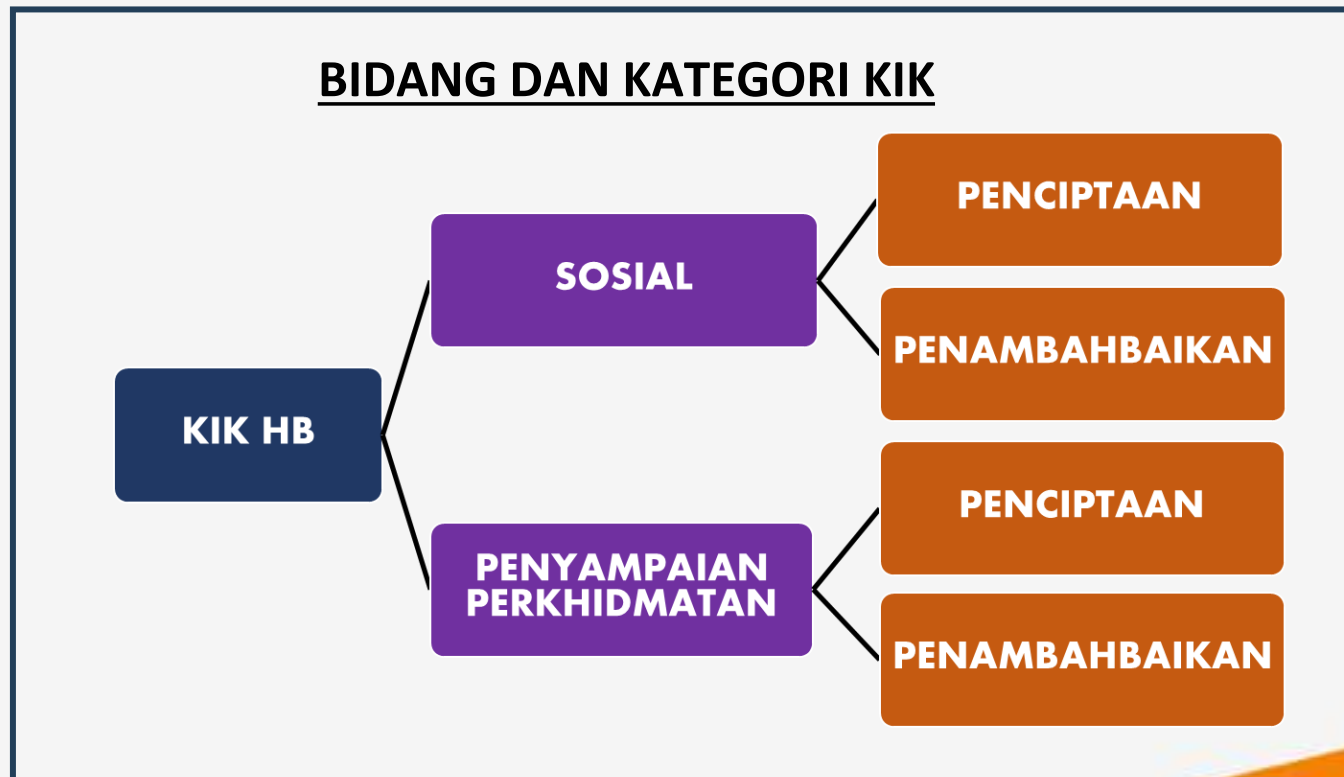 BIDANG DAN KATEGORI KIK
KIK HB
SOSIAL
PENCIPTAAN
PENAMBAHBAIKAN
PENYAMPAIAN
PERKHIDMATAN
PENCIPTAAN
PENAMBAHBAIKAN